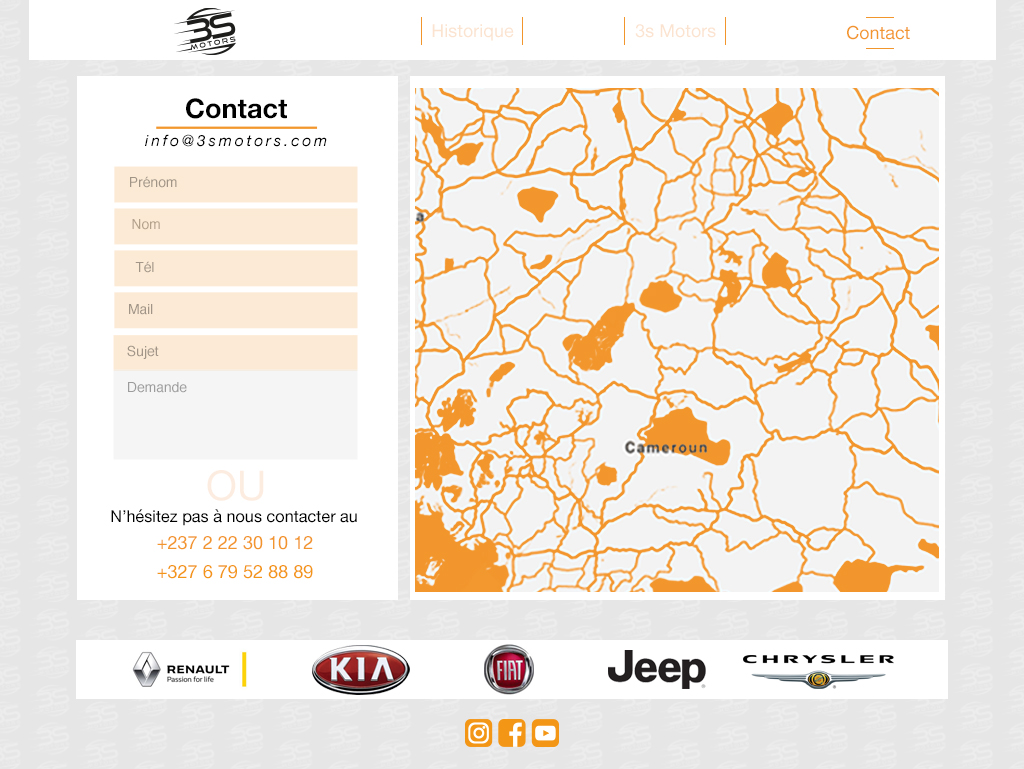 3S
MOTORS
Historique
3s Motors
Contact
Contact
info@3smotors.com
Prénom
Nom
Tél
Mail
Sujet
Demande
OU
N'hésitez pas à nous contacter au
+237 2 22 30 10 12
+327 6 79 52 88 89
a
Cameroun
RENAULT
Passion for life
KIA
FIAT
Jeep
CHRYSLER